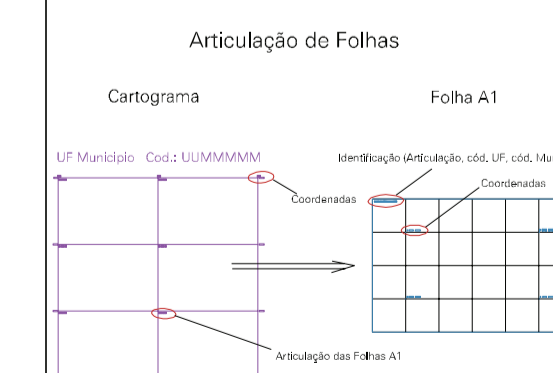 Articulação de Folhas
Cartograma
Folha A1
UF Municipio Cod.: UUMMMMM
Identificação (Articulação, cód. UF, cód. Mu
Coordenadas
Coordenadas
Articulação das Folhas A1